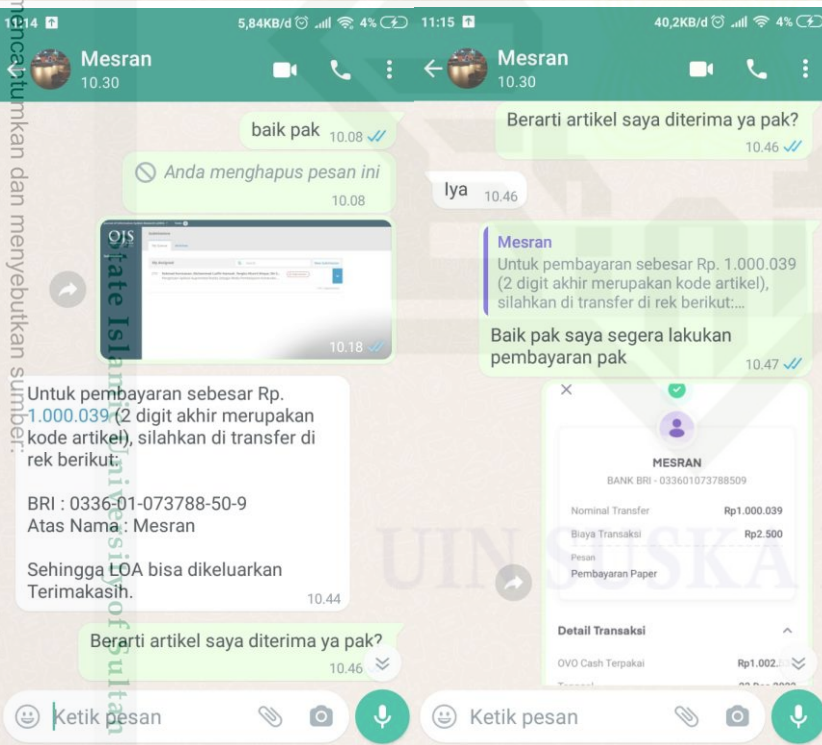 mencantumkan dan menyebutkan sumber:
State Islamic University of Sultan
UIN SUSKA
11:14
5,84KB/d
4%
Mesran
10.30
baik pak 10.08
Anda menghapus pesan ini
10.08
OJS
10.18
Untuk pembayaran sebesar Rp.
1.000.039 (2 digit akhir merupakan
kode artikel), silahkan di transfer di
rek berikut:
BRI : 0336-01-073788-50-9
Atas Nama : Mesran
Sehingga LOA bisa dikeluarkan
Terimakasih.
10.44
Berarti artikel saya diterima ya pak?
10.46
Ketik pesan
11:15
40,2KB/d
4%
Mesran
10.30
Berarti artikel saya diterima ya pak?
10.46
Iya 10.46
Mesran
Untuk pembayaran sebesar Rp. 1.000.039
(2 digit akhir merupakan kode artikel),
silahkan di transfer di rek berikut:...
Baik pak saya segera lakukan
pembayaran pak
10.47
MESRAN
BANK BRI - 033601073788509
Nominal Transfer Rp1.000.039
Biaya Transaksi Rp2.500
Pesan
Pembayaran Paper
Detail Transaksi
OVO Cash Terpakai Rp1.002.
Ketik pesan